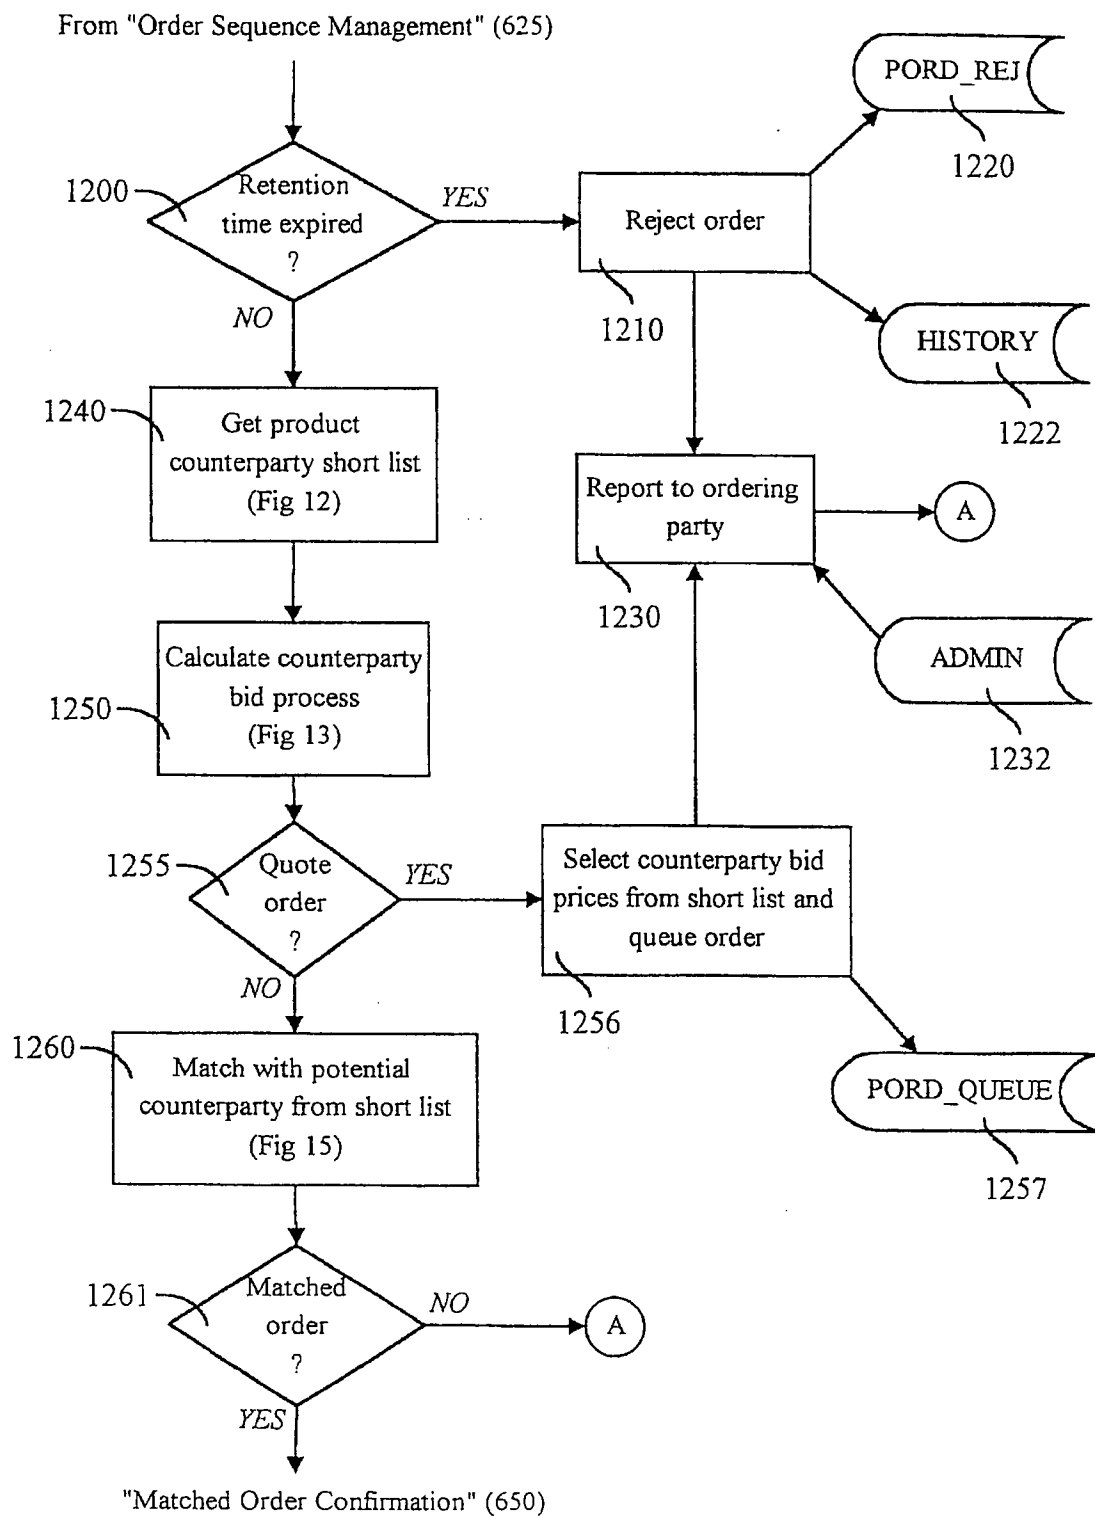 From "Order Sequence Management" (625)
PORD_REJ
1220
1200
Retention
time expired
?
YES
NO
Reject order
1210
HISTORY
1222
1240
Get product
counterparty short list
(Fig 12)
Report to ordering
party
1230
A
ADMIN
1232
1250
Calculate counterparty
bid process
(Fig 13)
1255
Quote
order
?
YES
NO
Select counterparty bid
prices from short list and
queue order
1256
PORD_QUEUE
1257
1260
Match with potential
counterparty from short list
(Fig 15)
1261
Matched
order
?
NO
A
YES
"Matched Order Confirmation" (650)